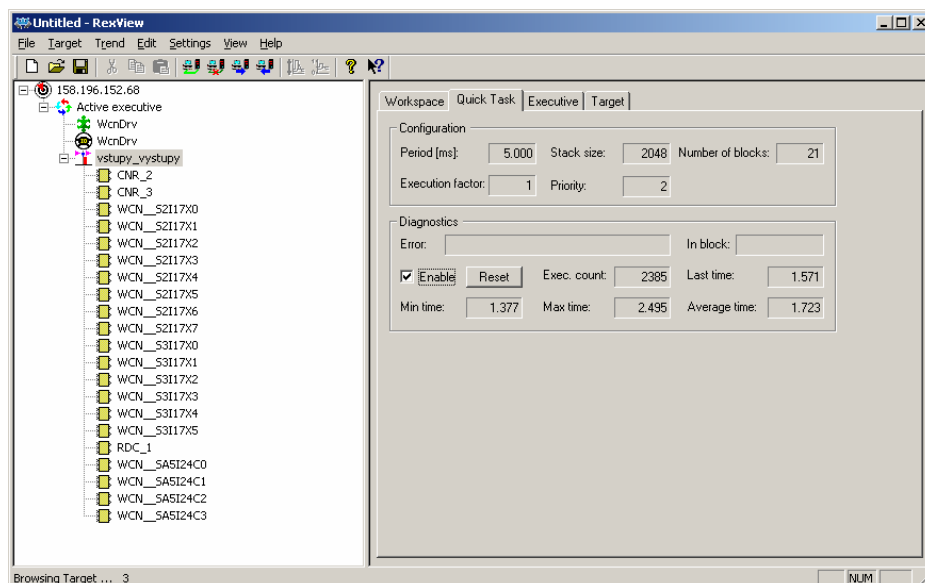 Untitled - RexView
File Target Trend Edit Settings View Help
158.196.152.68
Active executive
WcnDrv
WcnDrv
vstupy_vystupy
CNR_2
CNR_3
WCN__S2I17X0
WCN__S2I17X1
WCN__S2I17X2
WCN__S2I17X3
WCN__S2I17X4
WCN__S2I17X5
WCN__S2I17X6
WCN__S2I17X7
WCN__S3I17X0
WCN__S3I17X1
WCN__S3I17X2
WCN__S3I17X3
WCN__S3I17X4
WCN__S3I17X5
RDC_1
WCN__SA5I24C0
WCN__SA5I24C1
WCN__SA5I24C2
WCN__SA5I24C3
Workspace Quick Task Executive Target
Configuration
Period [ms]: 5.000 Stack size: 2048 Number of blocks: 21
Execution factor: 1 Priority: 2
Diagnostics
Error: In block:
Enable Reset Exec. count: 2385 Last time: 1.571
Min time: 1.377 Max time: 2.495 Average time: 1.723
Browsing Target ... 3 NUM